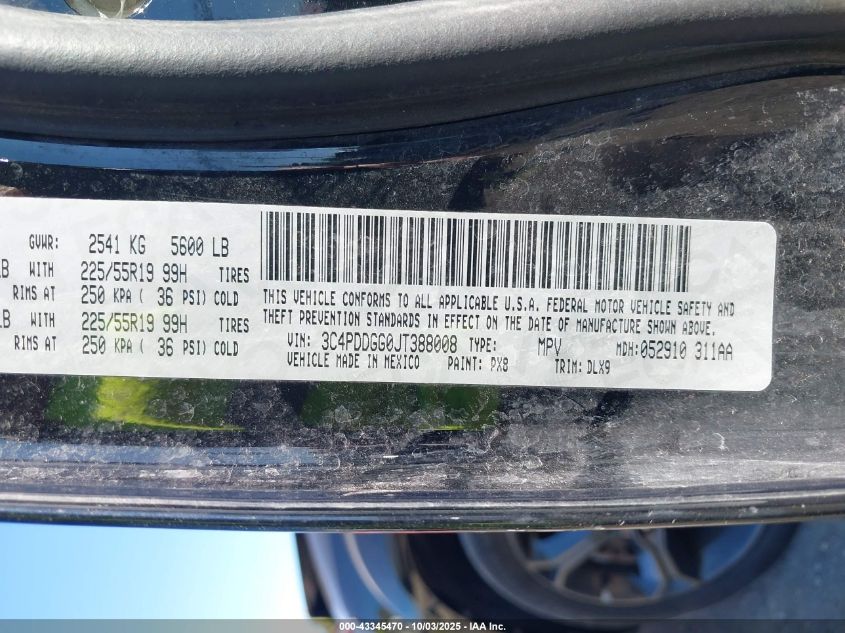 GVWR: 2541 KG 5600 LB
LB WITH 225/55R19 99H TIRES
RIMS AT 250 KPA ( 36 PSI) COLD
LB WITH 225/55R19 99H TIRES
RIMS AT 250 KPA ( 36 PSI) COLD
THIS VEHICLE CONFORMS TO ALL APPLICABLE U.S.A. FEDERAL MOTOR VEHICLE SAFETY AND
THEFT PREVENTION STANDARDS IN EFFECT ON THE DATE OF MANUFACTURE SHOWN ABOVE.
VIN: 3C4PDDGG0JT388008 TYPE: MPV MDH:052910 311AA
VEHICLE MADE IN MEXICO PAINT: PX8 TRIM: DLX9
000-43345470 - 10/03/2025 - IAA Inc.